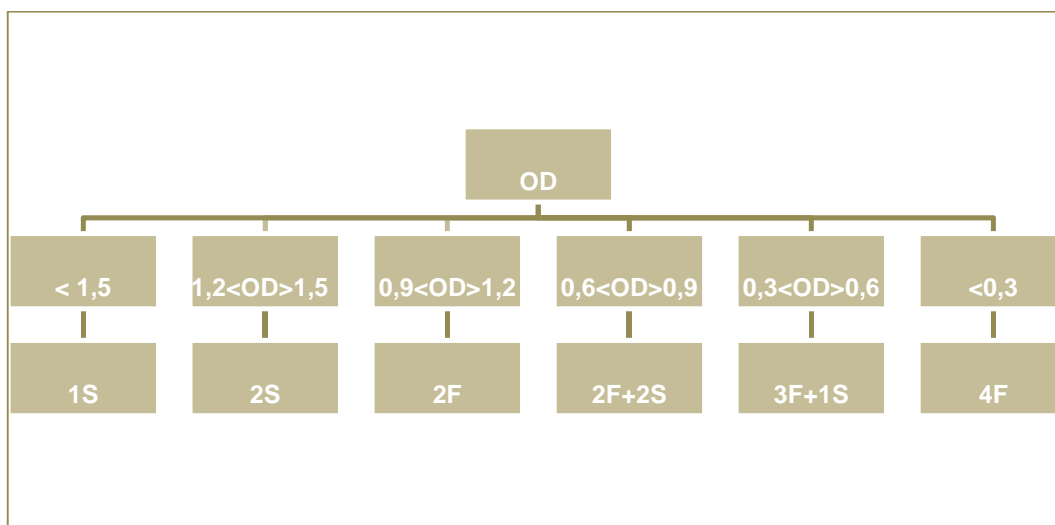 OD
< 1,5
1,2<OD>1,5
0,9<OD>1,2
0,6<OD>0,9
0,3<OD>0,6
<0,3
1S
2S
2F
2F+2S
3F+1S
4F